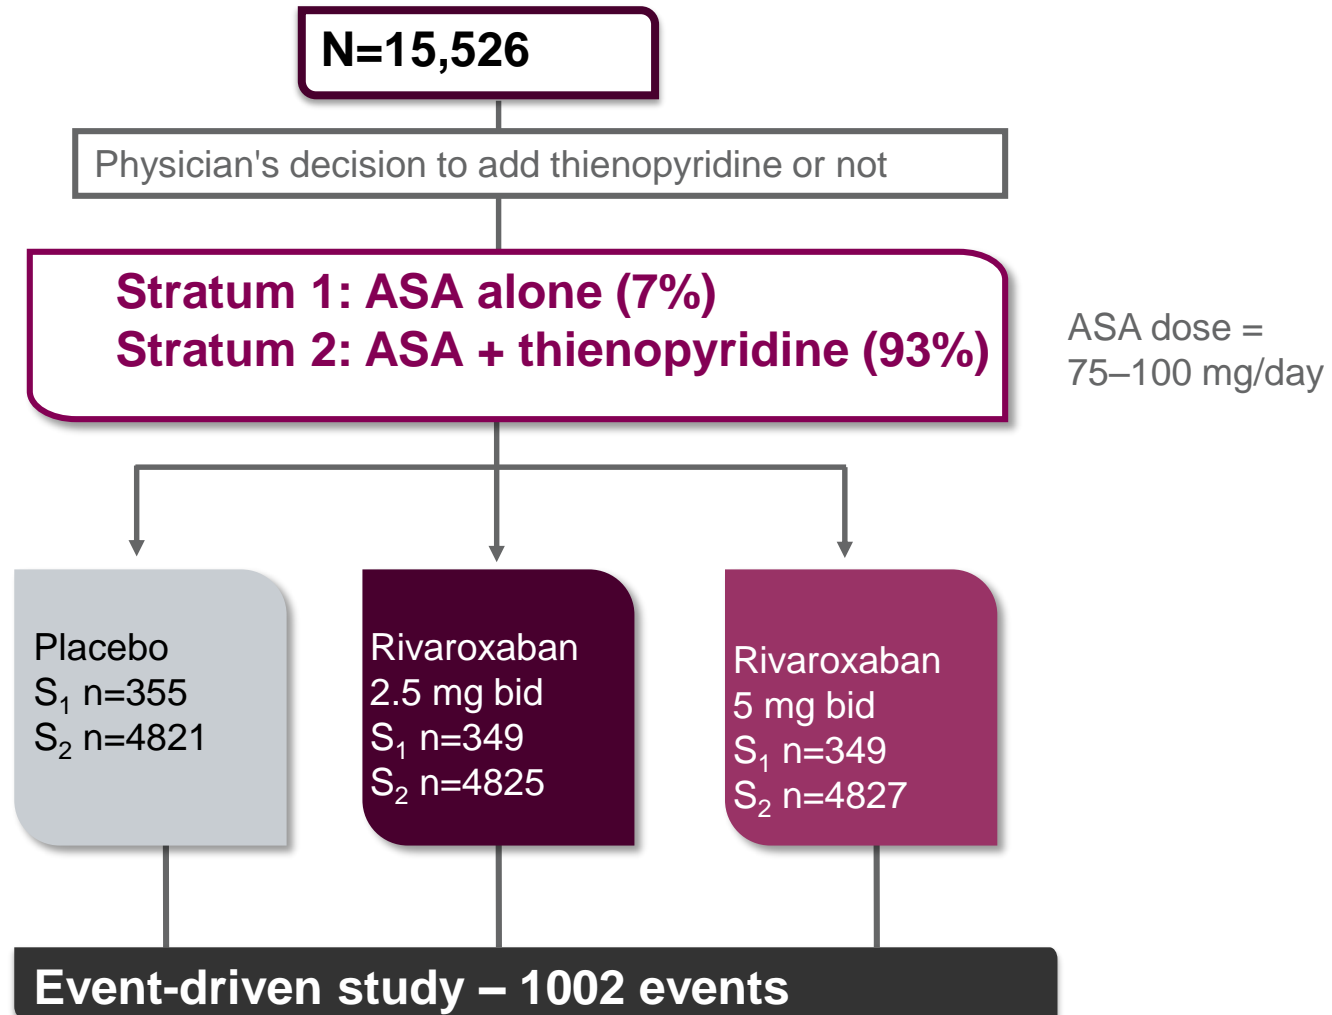 N=15,526
Physician's decision to add thienopyridine or not
Stratum 1: ASA alone (7%)
Stratum 2: ASA + thienopyridine (93%)
ASA dose =
75–100 mg/day
Placebo
S₁ n=355
S₂ n=4821
Rivaroxaban
2.5 mg bid
S₁ n=349
S₂ n=4825
Rivaroxaban
5 mg bid
S₁ n=349
S₂ n=4827
Event-driven study – 1002 events